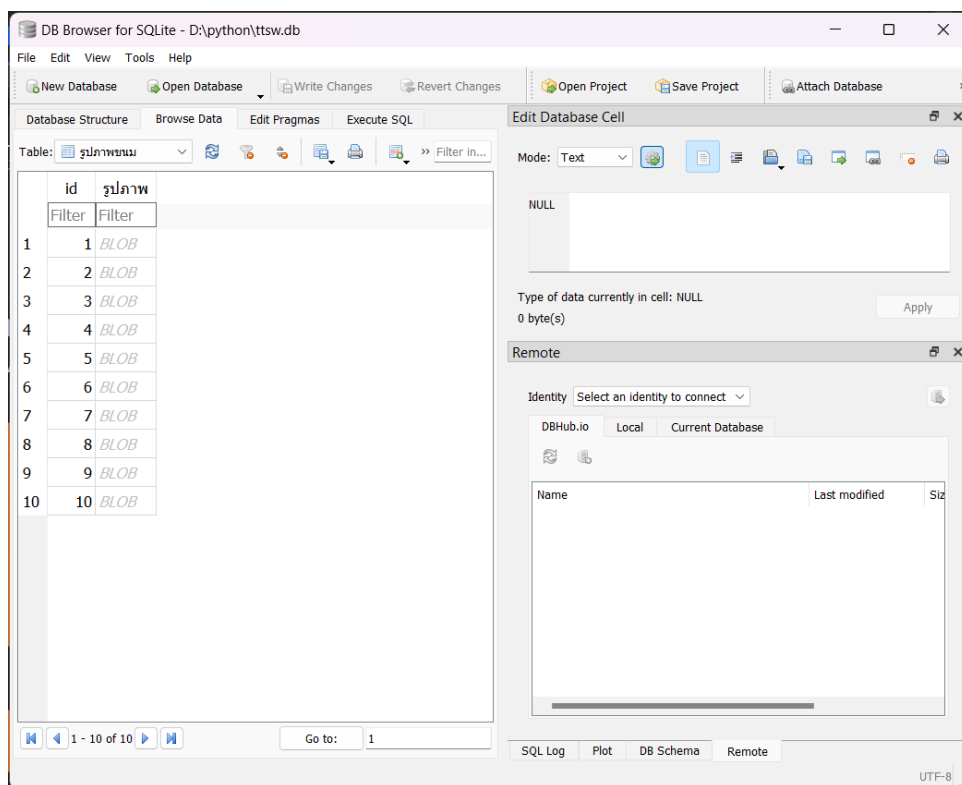 DB Browser for SQLite - D:\python\ttsw.db
File Edit View Tools Help
New Database Open Database Write Changes Revert Changes Open Project Save Project Attach Database
Database Structure Browse Data Edit Pragmas Execute SQL
Table: รูปภาพขนม » Filter in...
id รูปภาพ
Filter Filter
1 1 BLOB
2 2 BLOB
3 3 BLOB
4 4 BLOB
5 5 BLOB
6 6 BLOB
7 7 BLOB
8 8 BLOB
9 9 BLOB
10 10 BLOB
1 - 10 of 10 Go to: 1
Edit Database Cell
Mode: Text
NULL
Type of data currently in cell: NULL
0 byte(s)
Apply
Remote
Identity Select an identity to connect
DBHub.io Local Current Database
Name Last modified Siz
SQL Log Plot DB Schema Remote
UTF-8